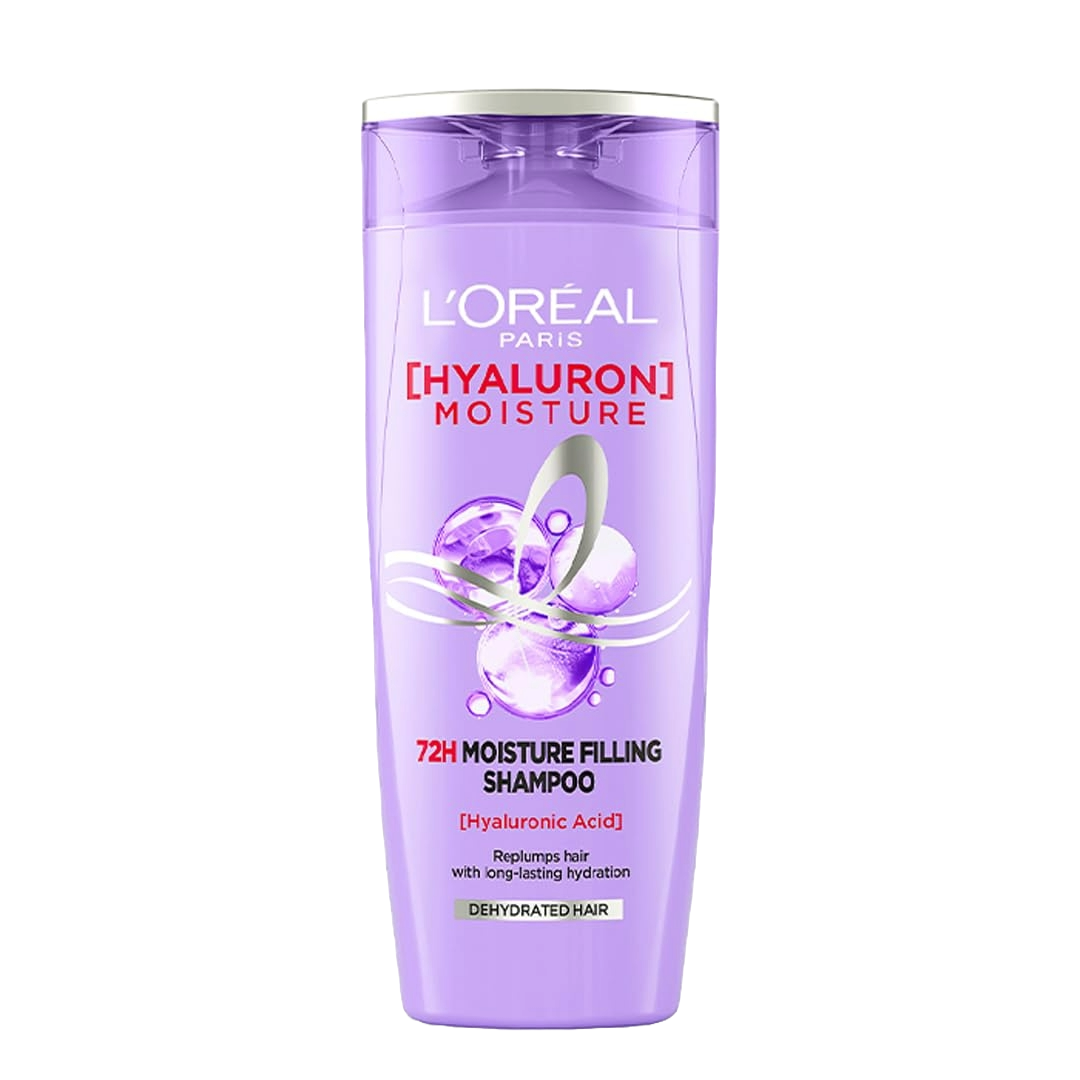 L'ORÉAL
PARiS
[HYALURON]
MOISTURE
72H MOISTURE FILLING
SHAMPOO
[Hyaluronic Acid]
Replumps hair
with long-lasting hydration
DEHYDRATED HAIR